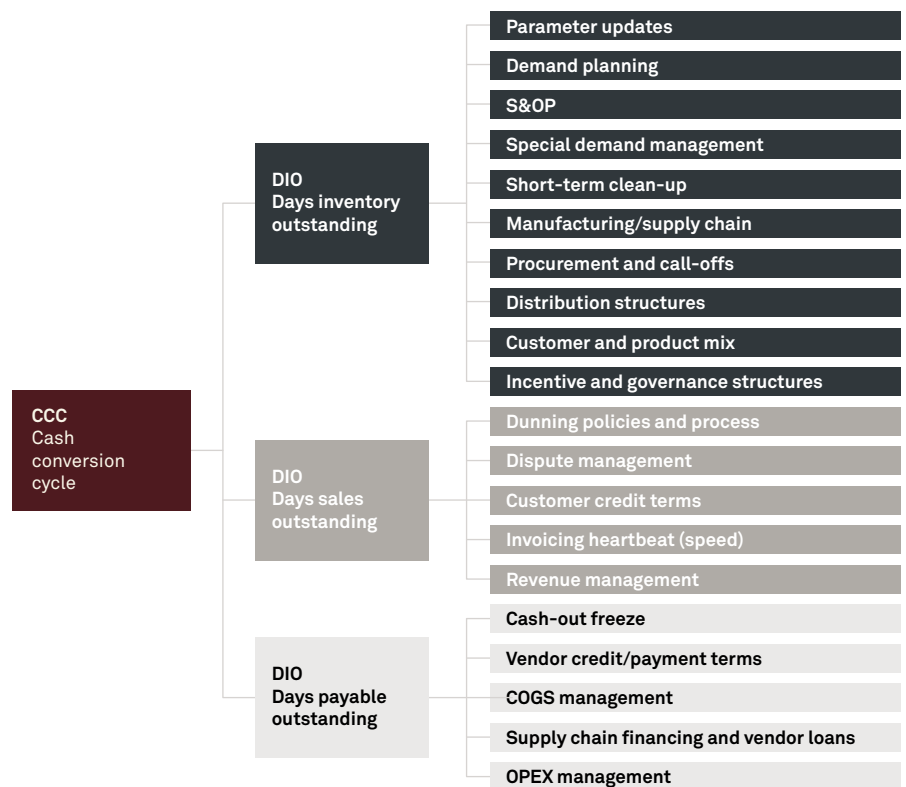 CCC
Cash
conversion
cycle
DIO
Days inventory
outstanding
Parameter updates
Demand planning
S&OP
Special demand management
Short-term clean-up
Manufacturing/supply chain
Procurement and call-offs
Distribution structures
Customer and product mix
Incentive and governance structures
DIO
Days sales
outstanding
Dunning policies and process
Dispute management
Customer credit terms
Invoicing heartbeat (speed)
Revenue management
DIO
Days payable
outstanding
Cash-out freeze
Vendor credit/payment terms
COGS management
Supply chain financing and vendor loans
OPEX management